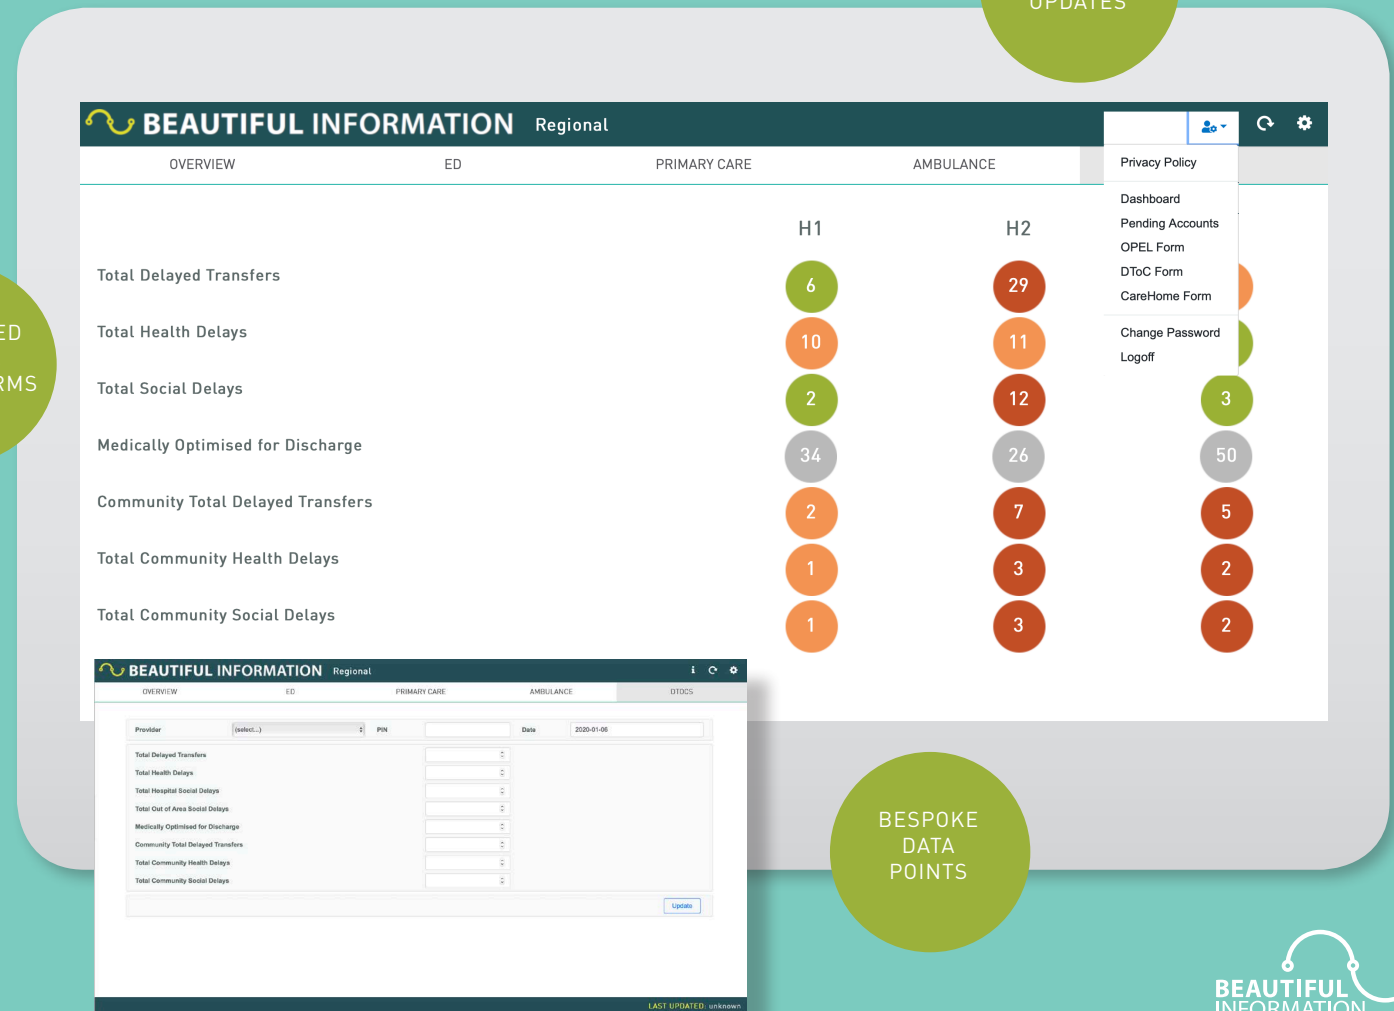 UPDATES
BEAUTIFUL INFORMATION Regional
OVERVIEW ED PRIMARY CARE AMBULANCE
Privacy Policy
Dashboard
Pending Accounts
OPEL Form
DToC Form
CareHome Form
Change Password
Logoff
H1 H2
Total Delayed Transfers 6 29
Total Health Delays 10 11
Total Social Delays 2 12 3
Medically Optimised for Discharge 34 26 50
Community Total Delayed Transfers 2 7 5
Total Community Health Delays 1 3 2
Total Community Social Delays 1 3 2
ED
RMS
BEAUTIFUL INFORMATION Regional i
OVERVIEW ED PRIMARY CARE AMBULANCE DTOCS
Provider (select...) PIN Date 2020-01-06
Total Delayed Transfers
Total Health Delays
Total Hospital Social Delays
Total Out of Area Social Delays
Medically Optimised for Discharge
Community Total Delayed Transfers
Total Community Health Delays
Total Community Social Delays
Update
LAST UPDATED: unknown
BESPOKE
DATA
POINTS
BEAUTIFUL
INFORMATION